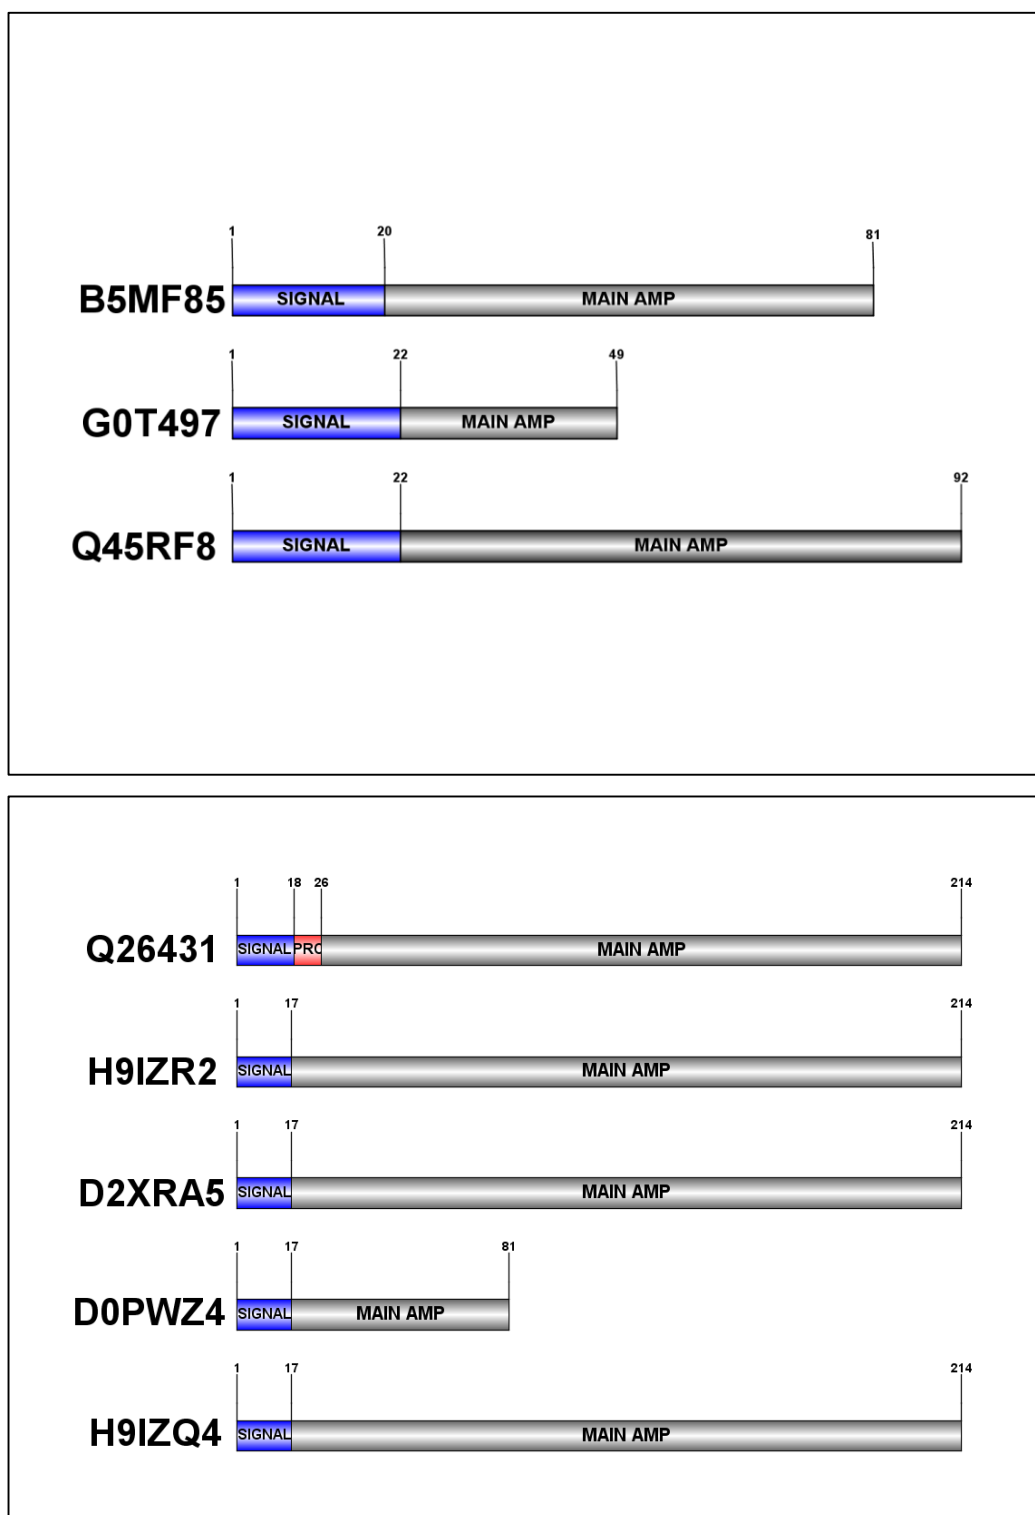 1 20 81
B5MF85 SIGNAL MAIN AMP
1 22 49
G0T497 SIGNAL MAIN AMP
1 22 92
Q45RF8 SIGNAL MAIN AMP
1 18 26 214
Q26431 SIGNAL PRO MAIN AMP
1 17 214
H9IZR2 SIGNAL MAIN AMP
1 17 214
D2XRA5 SIGNAL MAIN AMP
1 17 81
D0PWZ4 SIGNAL MAIN AMP
1 17 214
H9IZQ4 SIGNAL MAIN AMP